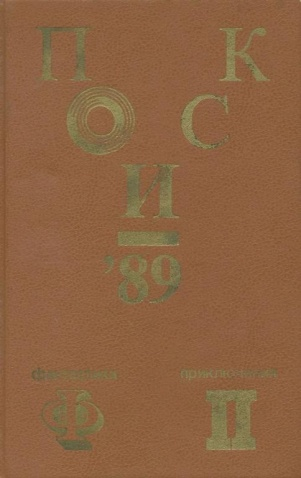 П К
О С
И
'89
фантастика приключения
Ф П